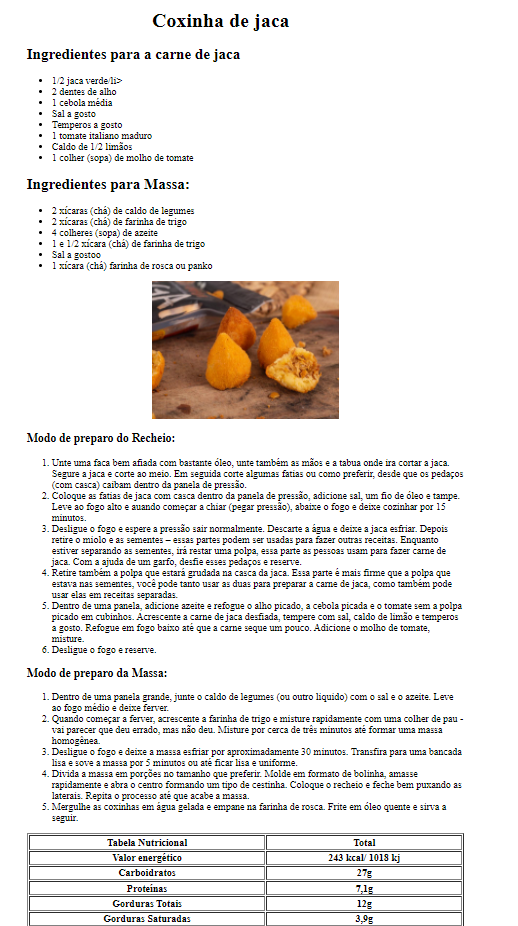 Coxinha de jaca
Ingredientes para a carne de jaca
1/2 jaca verde/li>
2 dentes de alho
1 cebola média
Sal a gosto
Temperos a gosto
1 tomate italiano maduro
Caldo de 1/2 limãos
1 colher (sopa) de molho de tomate
Ingredientes para Massa:
2 xícaras (chá) de caldo de legumes
2 xícaras (chá) de farinha de trigo
4 colheres (sopa) de azeite
1 e 1/2 xícara (chá) de farinha de trigo
Sal a gostoo
1 xícara (chá) farinha de rosca ou panko
Modo de preparo do Recheio:
1. Unte uma faca bem afiada com bastante óleo, unte também as mãos e a tabua onde ira cortar a jaca.
Segure a jaca e corte ao meio. Em seguida corte algumas fatias ou como preferir, desde que os pedaços
(com casca) caibam dentro da panela de pressão.
2. Coloque as fatias de jaca com casca dentro da panela de pressão, adicione sal, um fio de óleo e tampe.
Leve ao fogo alto e auando começar a chiar (pegar pressão), abaixe o fogo e deixe cozinhar por 15
minutos.
3. Desligue o fogo e espere a pressão sair normalmente. Descarte a água e deixe a jaca esfriar. Depois
retire o miolo e as sementes – essas partes podem ser usadas para fazer outras receitas. Enquanto
estiver separando as sementes, irá restar uma polpa, essa parte as pessoas usam para fazer carne de
jaca. Com a ajuda de um garfo, desfie esses pedaços e reserve.
4. Retire também a polpa que estará grudada na casca da jaca. Essa parte é mais firme que a polpa que
estava nas sementes, você pode tanto usar as duas para preparar a carne de jaca, como também pode
usar elas em receitas separadas.
5. Dentro de uma panela, adicione azeite e refogue o alho picado, a cebola picada e o tomate sem a polpa
picado em cubinhos. Acrescente a carne de jaca desfiada, tempere com sal, caldo de limão e temperos
a gosto. Refogue em fogo baixo até que a carne seque um pouco. Adicione o molho de tomate,
misture.
6. Desligue o fogo e reserve.
Modo de preparo da Massa:
1. Dentro de uma panela grande, junte o caldo de legumes (ou outro liquido) com o sal e o azeite. Leve
ao fogo médio e deixe ferver.
2. Quando começar a ferver, acrescente a farinha de trigo e misture rapidamente com uma colher de pau -
vai parecer que deu errado, mas não deu. Misture por cerca de três minutos até formar uma massa
homogênea.
3. Desligue o fogo e deixe a massa esfriar por aproximadamente 30 minutos. Transfira para uma bancada
lisa e sove a massa por 5 minutos ou até ficar lisa e uniforme.
4. Divida a massa em porções no tamanho que preferir. Molde em formato de bolinha, amasse
rapidamente e abra o centro formando um tipo de cestinha. Coloque o recheio e feche bem puxando as
laterais. Repita o processo até que acabe a massa.
5. Mergulhe as coxinhas em água gelada e empane na farinha de rosca. Frite em óleo quente e sirva a
seguir.
Tabela Nutricional Total
Valor energético 243 kcal/ 1018 kj
Carboidratos 27g
Proteínas 7,1g
Gorduras Totais 12g
Gorduras Saturadas 3,9g